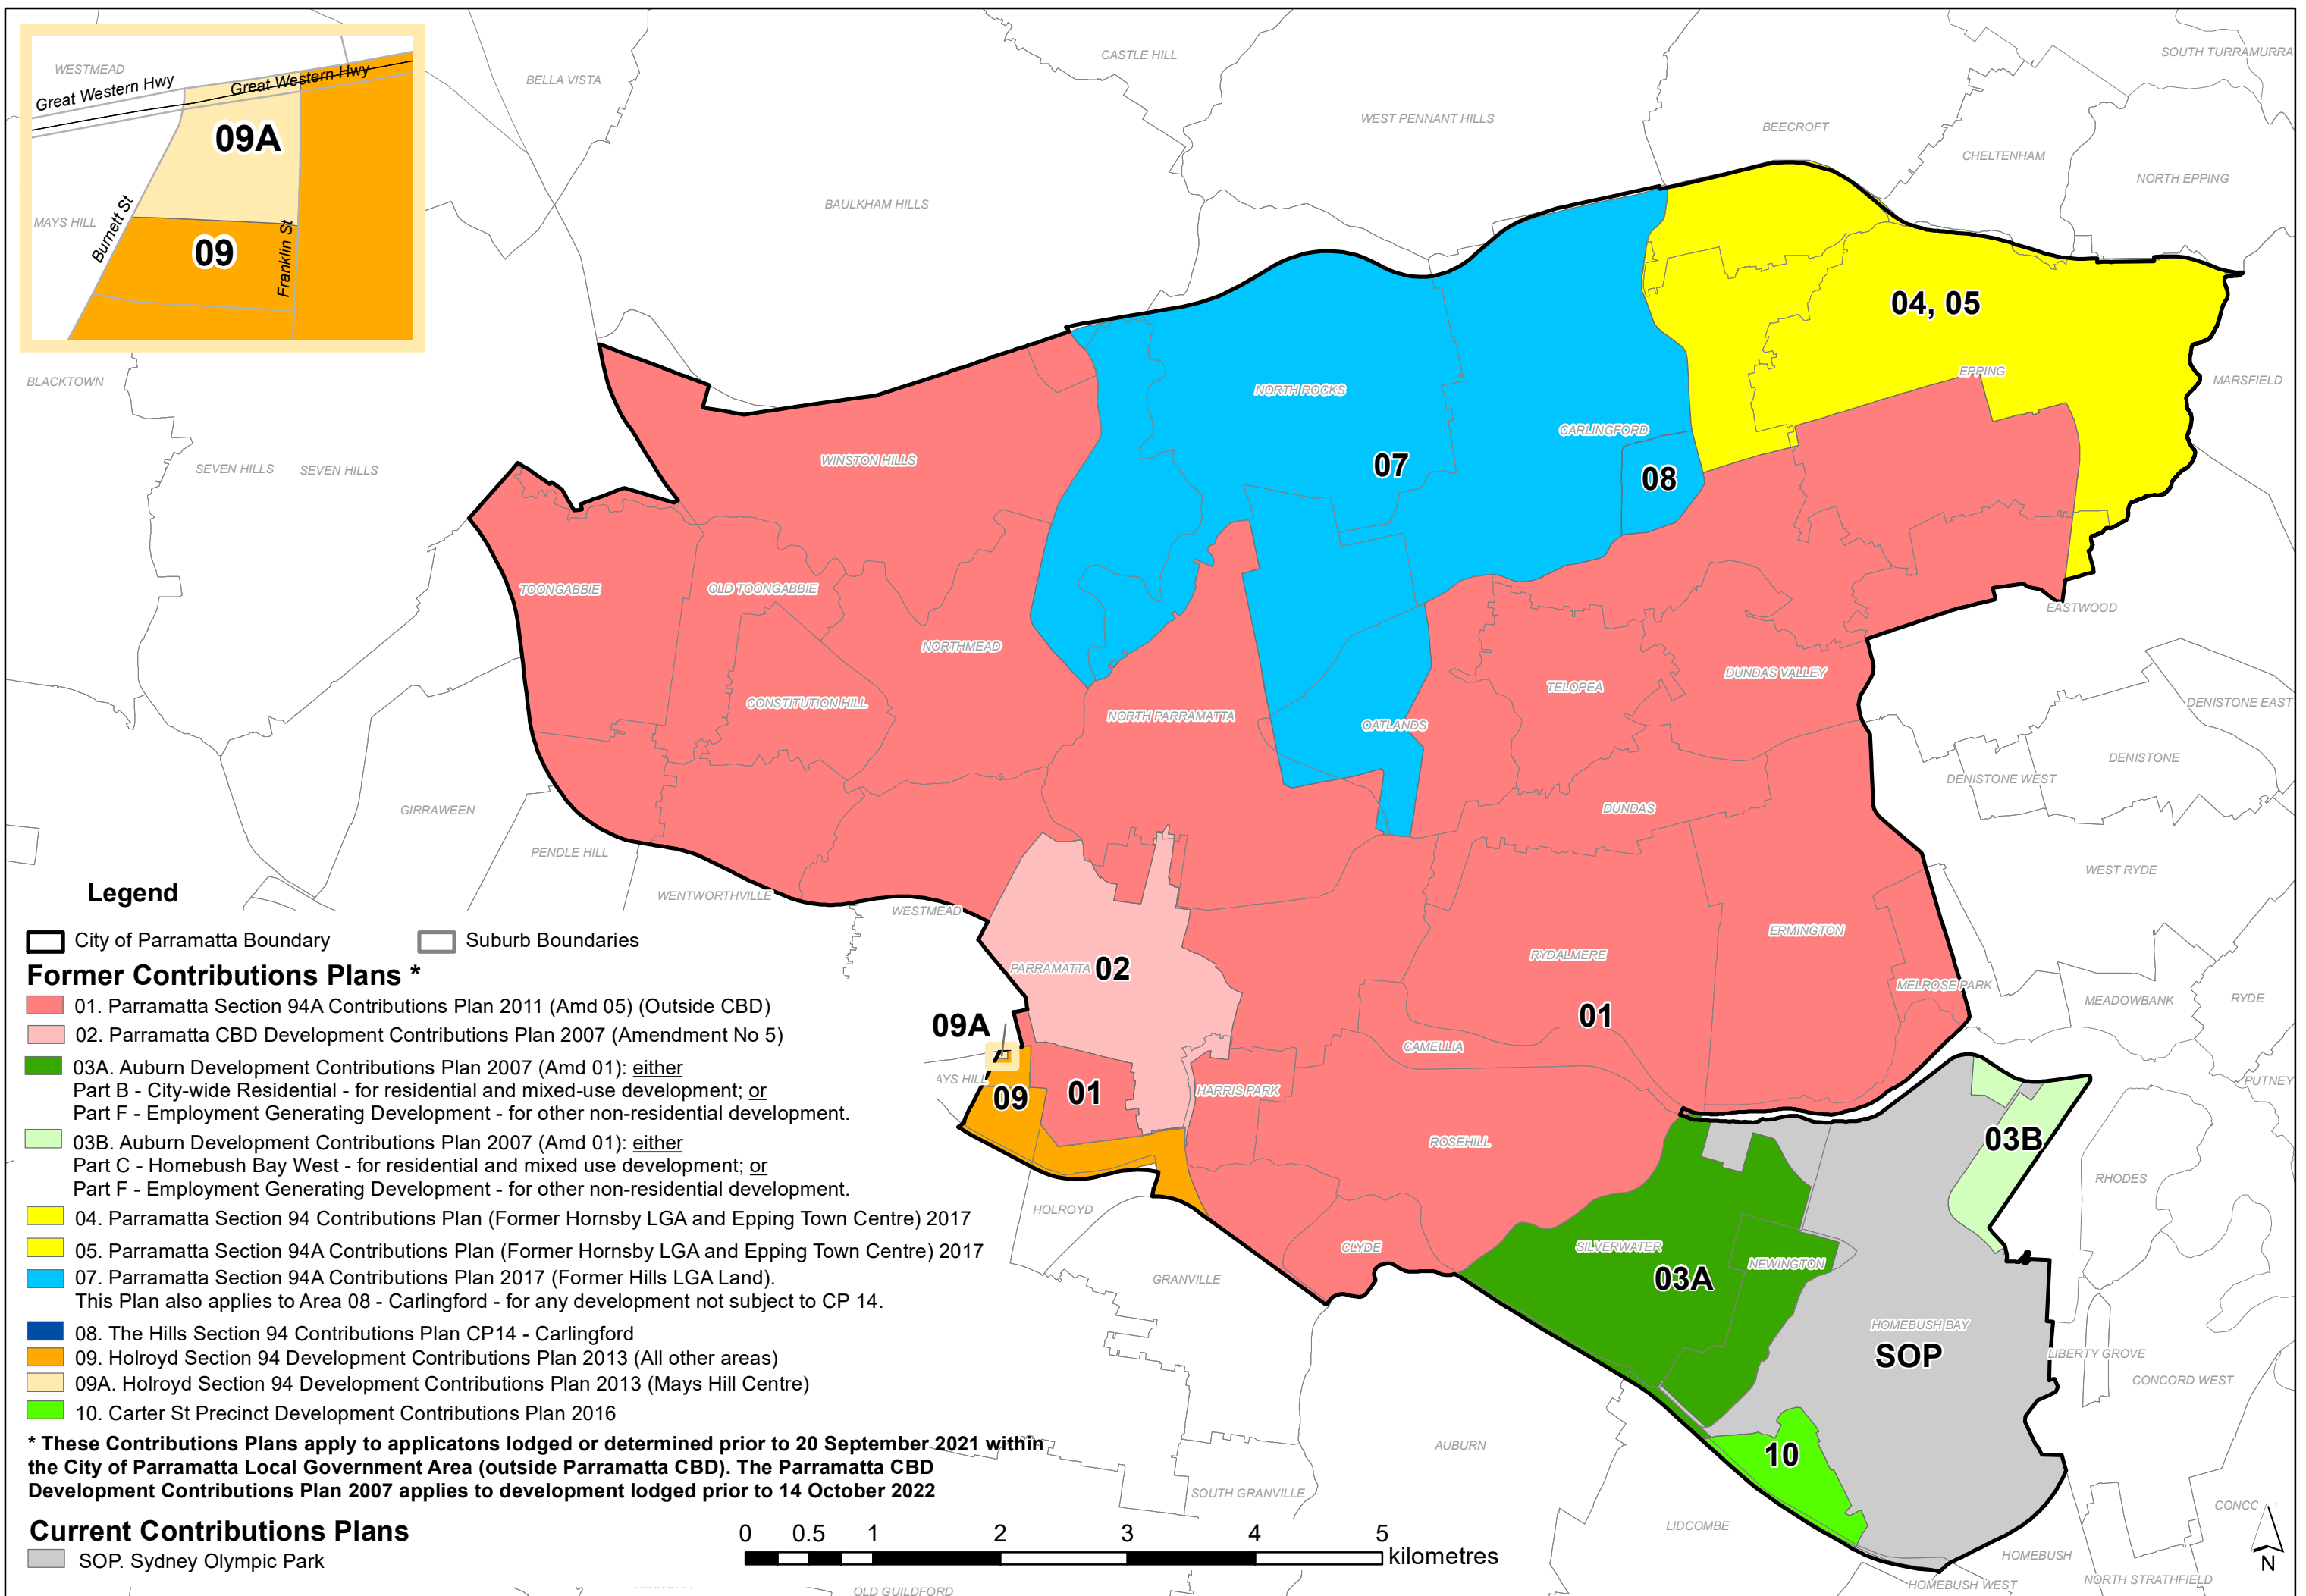 WESTMEAD
Great Western Hwy
Great Western Hwy
09A
MAYS HILL
Burnett St
09
Franklin St
BELLA VISTA
CASTLE HILL
SOUTH TURRAMURRA
WEST PENNANT HILLS
BEECROFT
CHELTENHAM
NORTH EPPING
BAULKHAM HILLS
04, 05
EPPING
MARSFIELD
BLACKTOWN
NORTH ROCKS
CARLINGFORD
WINSTON HILLS
07
08
SEVEN HILLS
SEVEN HILLS
TOONGABBIE
OLD TOONGABBIE
EASTWOOD
NORTHMEAD
CONSTITUTION HILL
NORTH PARRAMATTA
OATLANDS
TELOPEA
DUNDAS VALLEY
DENISTONE EAST
DENISTONE
DENISTONE WEST
GIRRAWEEN
DUNDAS
PENDLE HILL
WEST RYDE
WENTWORTHVILLE
WESTMEAD
ERMINGTON
RYDALMERE
PARRAMATTA
02
MELROSE PARK
MEADOWBANK
RYDE
01
09A
CAMELLIA
AYS HILL
09
01
HARRIS PARK
PUTNEY
ROSEHILL
03B
RHODES
HOLROYD
CLYDE
SILVERWATER
NEWINGTON
03A
GRANVILLE
HOMEBUSH BAY
SOP
LIBERTY GROVE
CONCORD WEST
AUBURN
10
SOUTH GRANVILLE
LIDCOMBE
CONCO
HOMEBUSH
HOMEBUSH WEST
NORTH STRATHFIELD
OLD GUILDFORD
N
Legend
City of Parramatta Boundary
Suburb Boundaries
Former Contributions Plans *
01. Parramatta Section 94A Contributions Plan 2011 (Amd 05) (Outside CBD)
02. Parramatta CBD Development Contributions Plan 2007 (Amendment No 5)
03A. Auburn Development Contributions Plan 2007 (Amd 01): either
Part B - City-wide Residential - for residential and mixed-use development; or
Part F - Employment Generating Development - for other non-residential development.
03B. Auburn Development Contributions Plan 2007 (Amd 01): either
Part C - Homebush Bay West - for residential and mixed use development; or
Part F - Employment Generating Development - for other non-residential development.
04. Parramatta Section 94 Contributions Plan (Former Hornsby LGA and Epping Town Centre) 2017
05. Parramatta Section 94A Contributions Plan (Former Hornsby LGA and Epping Town Centre) 2017
07. Parramatta Section 94A Contributions Plan 2017 (Former Hills LGA Land).
This Plan also applies to Area 08 - Carlingford - for any development not subject to CP 14.
08. The Hills Section 94 Contributions Plan CP14 - Carlingford
09. Holroyd Section 94 Development Contributions Plan 2013 (All other areas)
09A. Holroyd Section 94 Development Contributions Plan 2013 (Mays Hill Centre)
10. Carter St Precinct Development Contributions Plan 2016
* These Contributions Plans apply to applicatons lodged or determined prior to 20 September 2021 within
the City of Parramatta Local Government Area (outside Parramatta CBD). The Parramatta CBD
Development Contributions Plan 2007 applies to development lodged prior to 14 October 2022
Current Contributions Plans
SOP. Sydney Olympic Park
0 0.5 1 2 3 4 5
kilometres